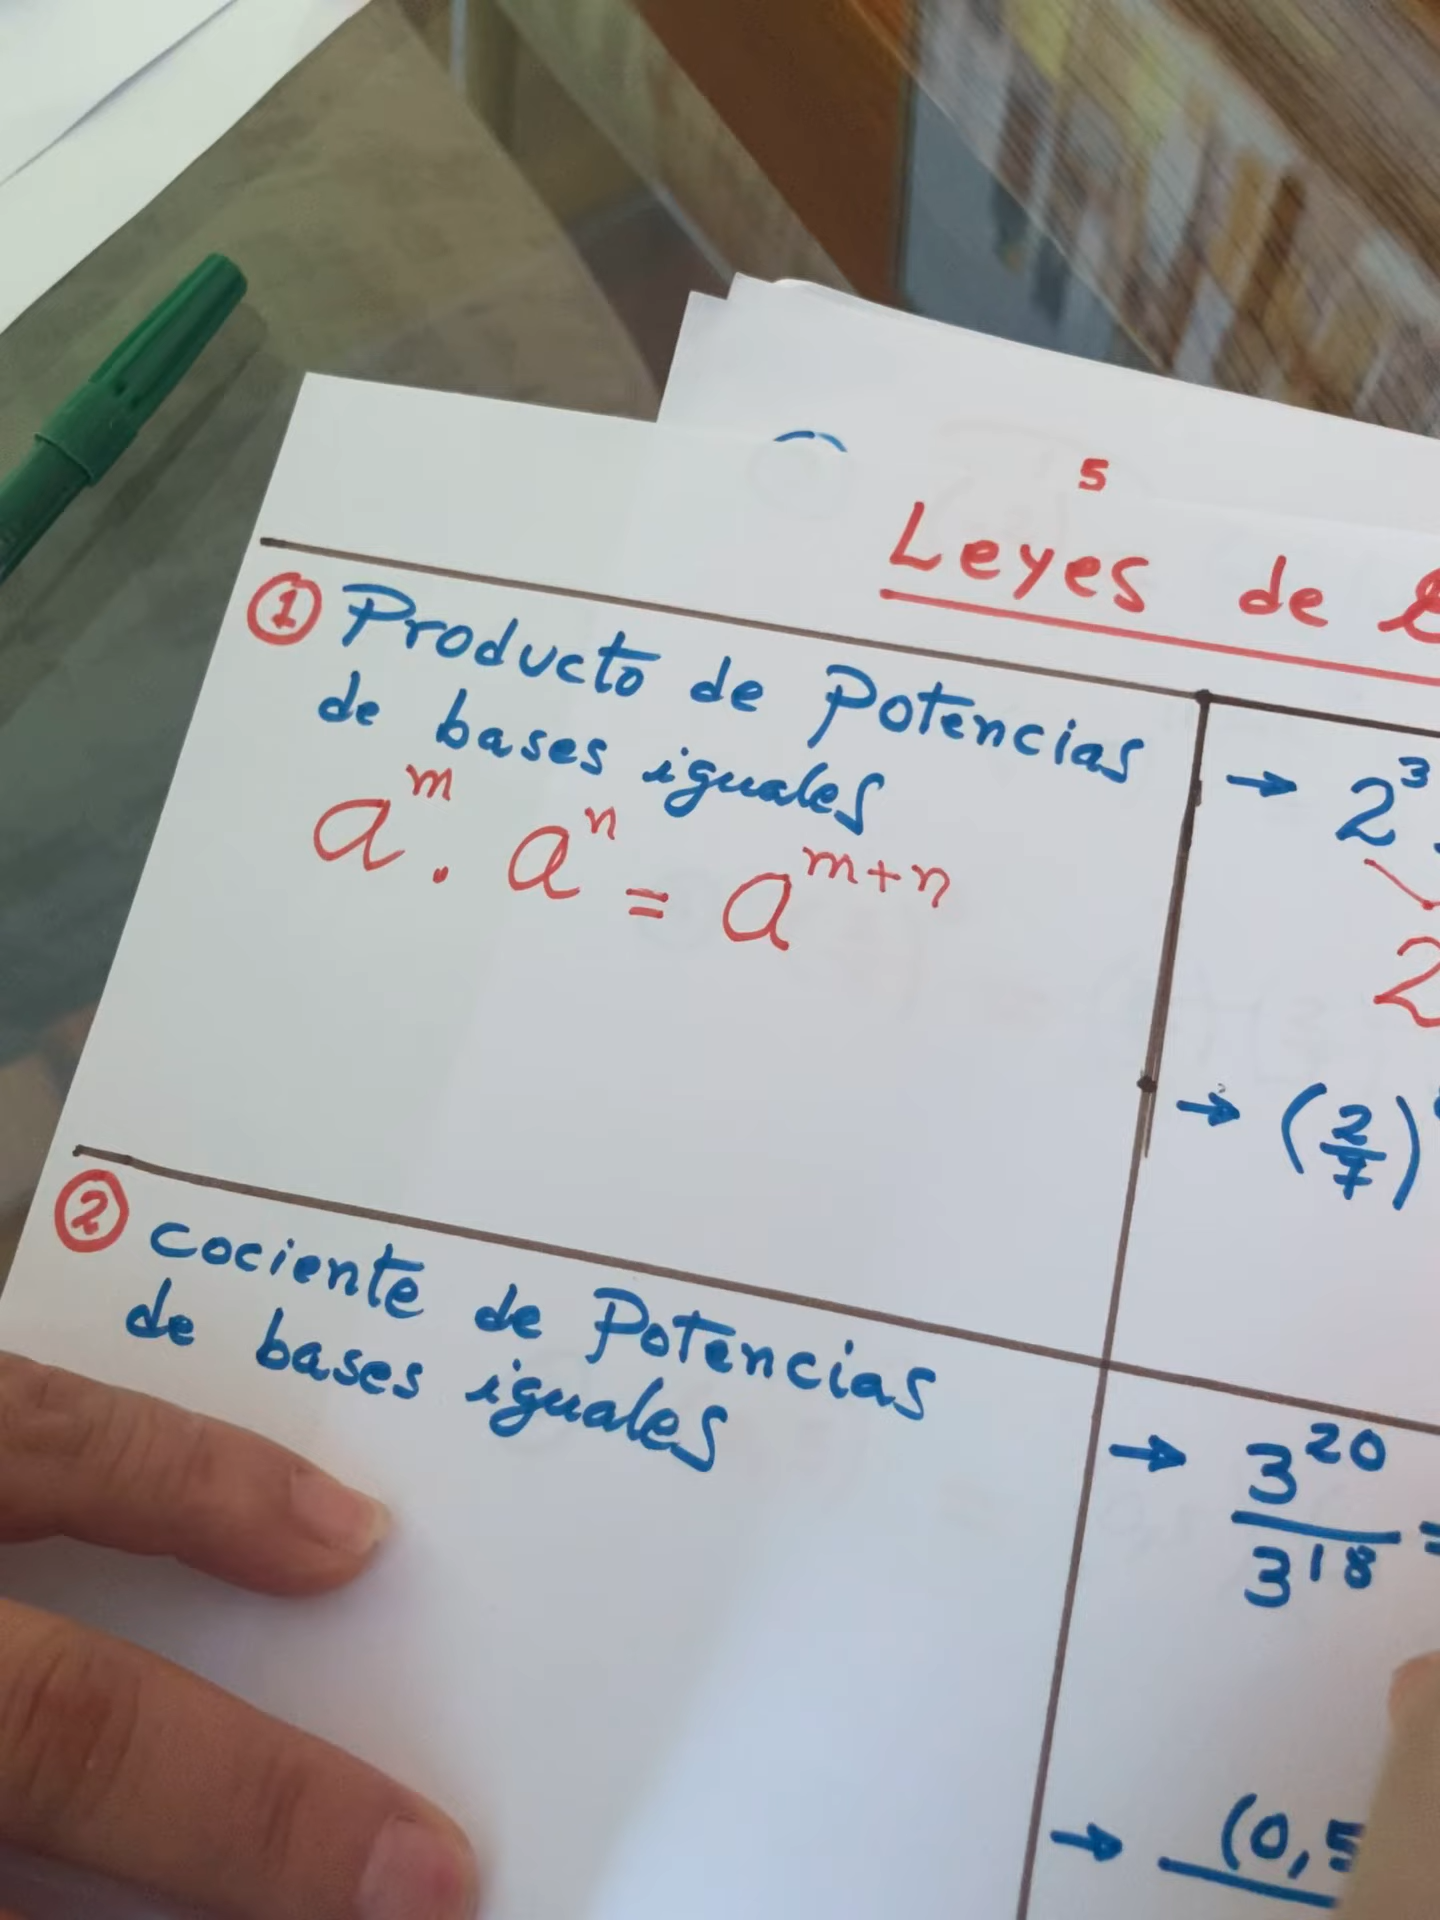 5
Leyes de
① Producto de Potencias
de bases iguales
a^m . a^n = a^(m+n)
→ 2^3
2
→ (2/7)
② cociente de Potencias
de bases iguales
→ 3^20 / 3^18 =
→ (0,5